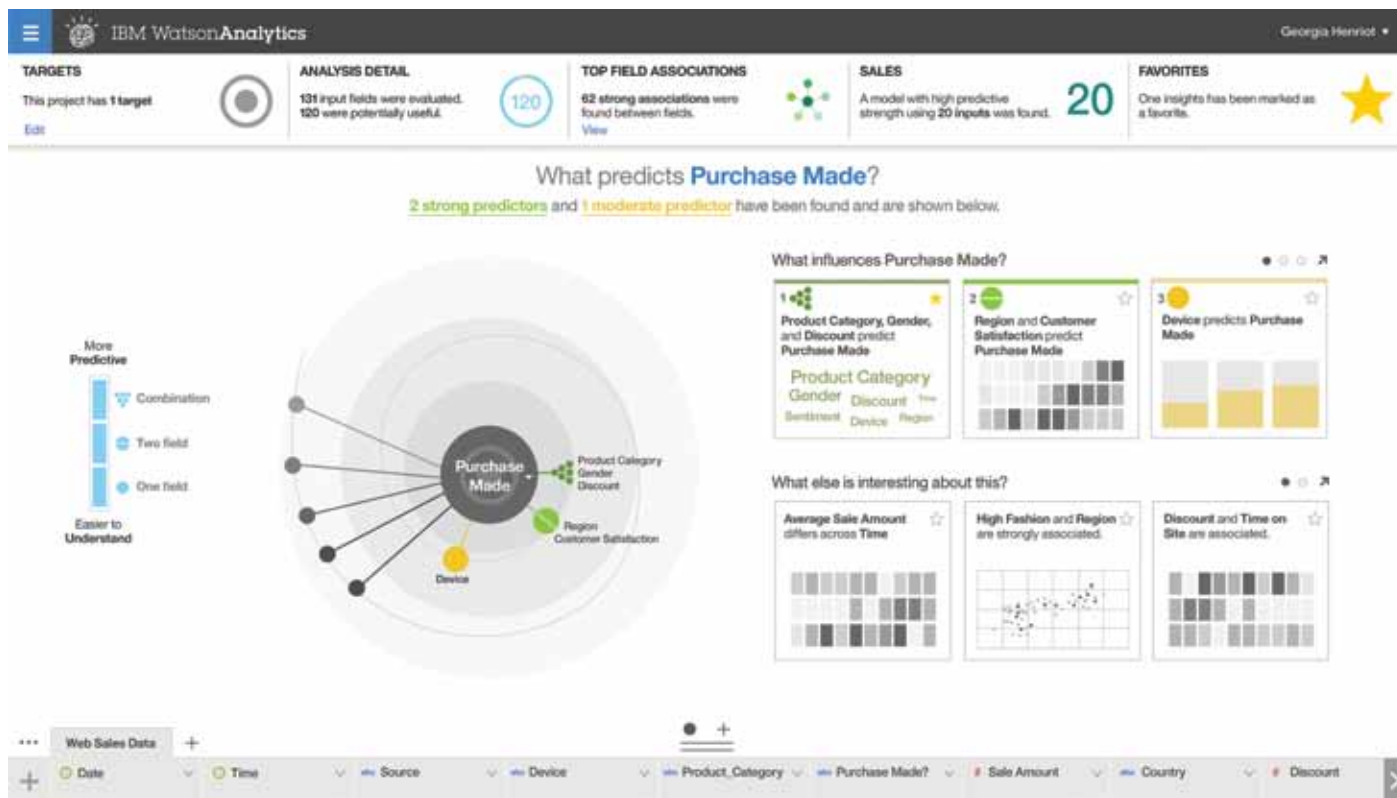 IBM WatsonAnalytics
Georgia Henriot
TARGETS
This project has 1 target
Edit
ANALYSIS DETAIL
131 input fields were evaluated.
120 were potentially useful.
120
TOP FIELD ASSOCIATIONS
62 strong associations were
found between fields.
View
SALES
A model with high predictive
strength using 20 inputs was found.
20
FAVORITES
One insights has been marked as
a favorite.
What predicts Purchase Made?
2 strong predictors and 1 moderate predictor have been found and are shown below.
More
Predictive
Combination
Two field
One field
Easier to
Understand
Purchase
Made
Product Category
Gender
Discount
Region
Customer Satisfaction
Device
What influences Purchase Made?
1
Product Category, Gender,
and Discount predict
Purchase Made
Product Category
Gender Discount Time
Sentiment Device Region
2
Region and Customer
Satisfaction predict
Purchase Made
3
Device predicts Purchase
Made
What else is interesting about this?
Average Sale Amount
differs across Time
High Fashion and Region
are strongly associated.
Discount and Time on
Site are associated.
Web Sales Data
Date
Time
abc Source
abc Device
abc Product_Category
abc Purchase Made?
# Sale Amount
abc Country
# Discount